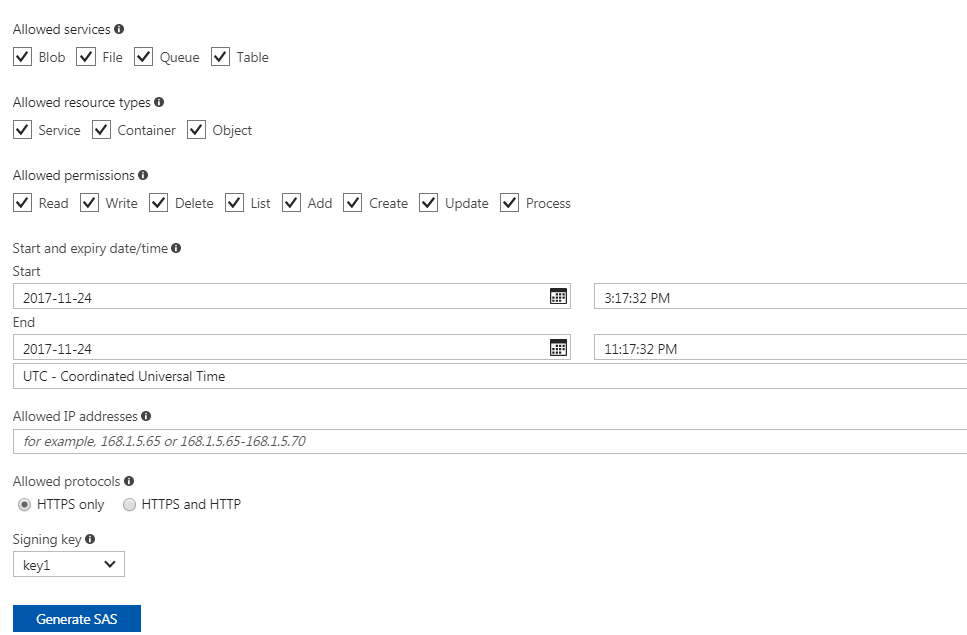 Allowed services
Blob File Queue Table
Allowed resource types
Service Container Object
Allowed permissions
Read Write Delete List Add Create Update Process
Start and expiry date/time
Start
2017-11-24 3:17:32 PM
End
2017-11-24 11:17:32 PM
UTC - Coordinated Universal Time
Allowed IP addresses
for example, 168.1.5.65 or 168.1.5.65-168.1.5.70
Allowed protocols
HTTPS only HTTPS and HTTP
Signing key
key1
Generate SAS